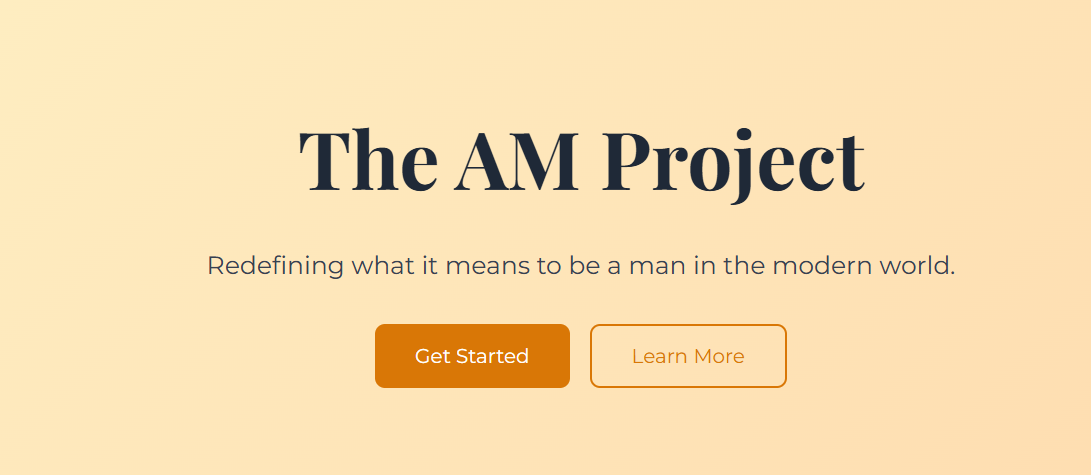 The AM Project
Redefining what it means to be a man in the modern world.
Get Started
Learn More